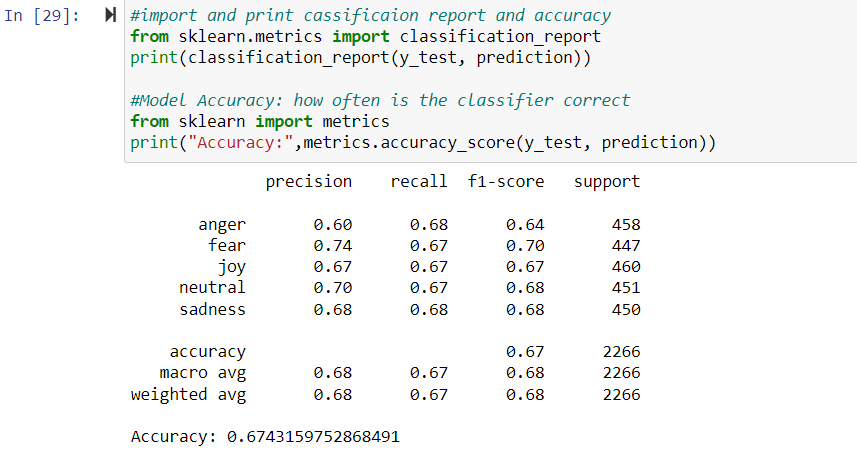 In [29]:
#import and print cassificaion report and accuracy
from sklearn.metrics import classification_report
print(classification_report(y_test, prediction))
#Model Accuracy: how often is the classifier correct
from sklearn import metrics
print("Accuracy:",metrics.accuracy_score(y_test, prediction))
precision recall f1-score support
anger 0.60 0.68 0.64 458
fear 0.74 0.67 0.70 447
joy 0.67 0.67 0.67 460
neutral 0.70 0.67 0.68 451
sadness 0.68 0.68 0.68 450
accuracy 0.67 2266
macro avg 0.68 0.67 0.68 2266
weighted avg 0.68 0.67 0.68 2266
Accuracy: 0.6743159752868491